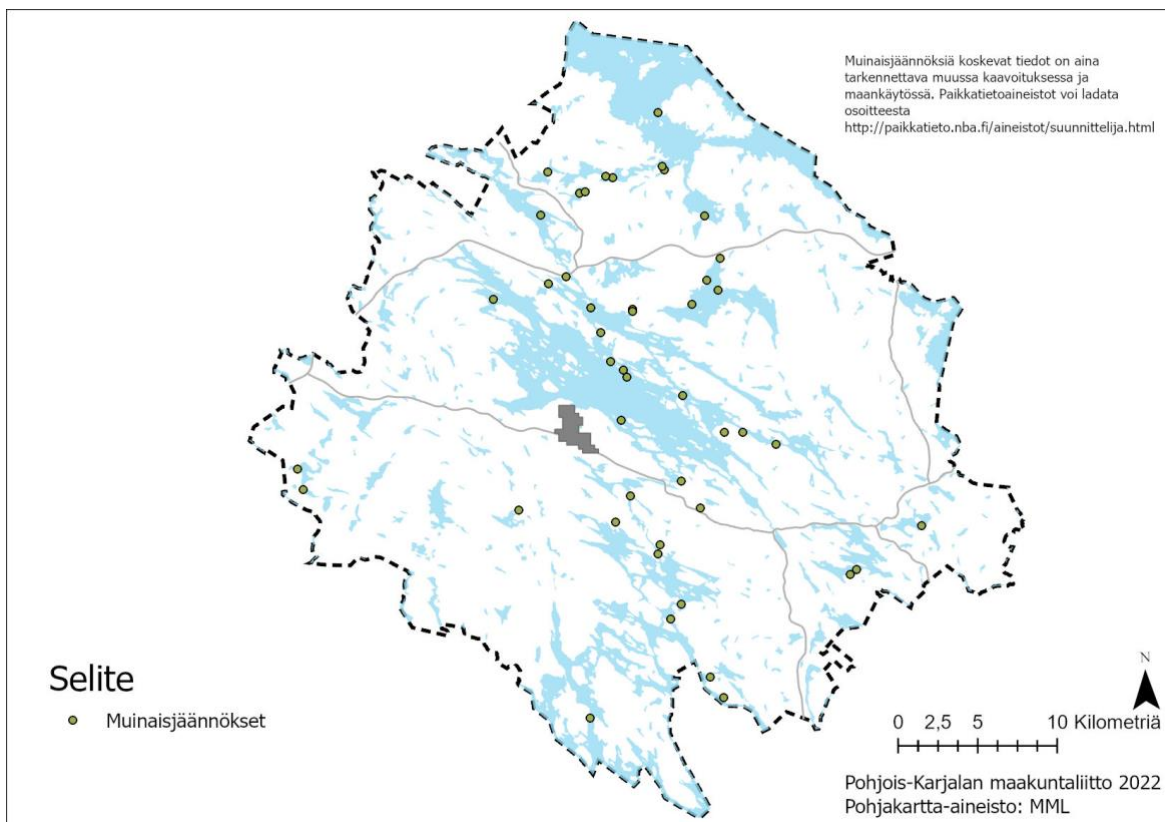 Muinaisjäännöksiä koskevat tiedot on aina
tarkennettava muussa kaavoituksessa ja
maankäytössä. Paikkatietoaineistot voi ladata
osoitteesta
http://paikkatieto.nba.fi/aineistot/suunnittelija.html
Selite
Muinaisjäännökset
N
0 2,5 5 10 Kilometriä
Pohjois-Karjalan maakuntaliitto 2022
Pohjakartta-aineisto: MML